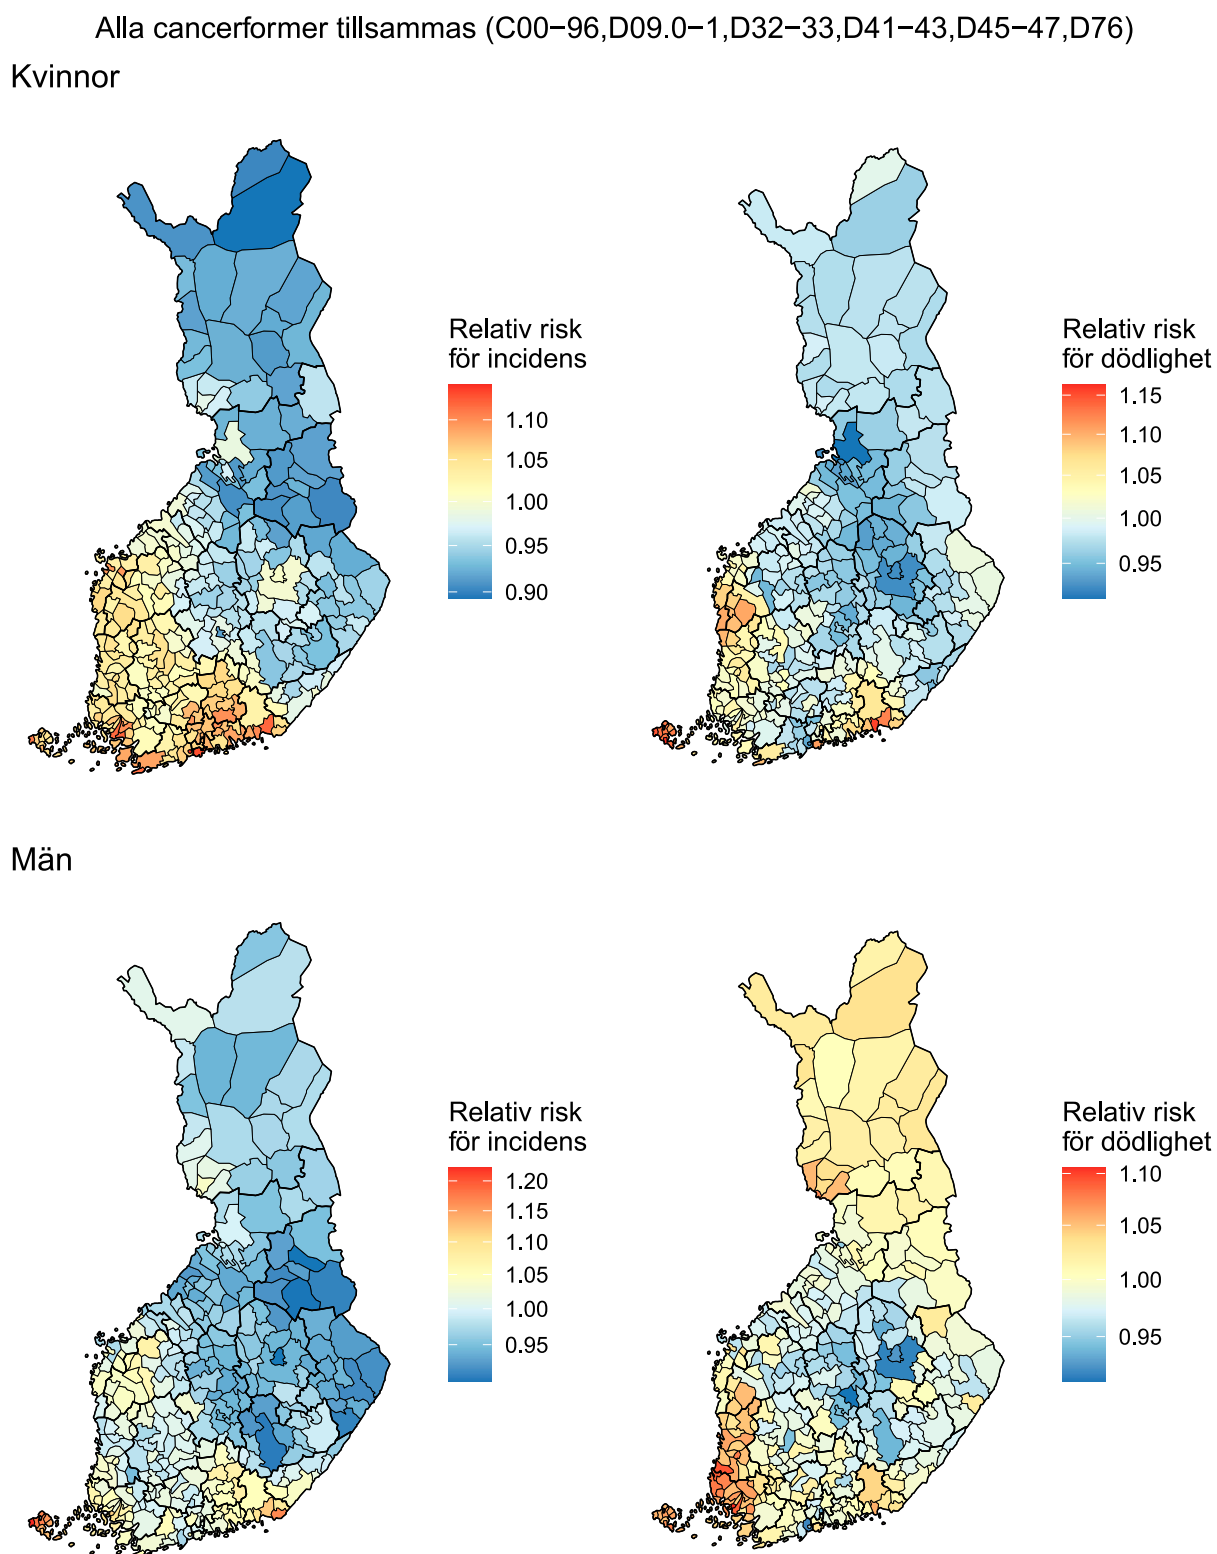 Alla cancerformer tillsammas (C00−96,D09.0−1,D32−33,D41−43,D45−47,D76)
Kvinnor
Relativ risk
för incidens
1.10
1.05
1.00
0.95
0.90
Relativ risk
för dödlighet
1.15
1.10
1.05
1.00
0.95
Män
Relativ risk
för incidens
1.20
1.15
1.10
1.05
1.00
0.95
Relativ risk
för dödlighet
1.10
1.05
1.00
0.95